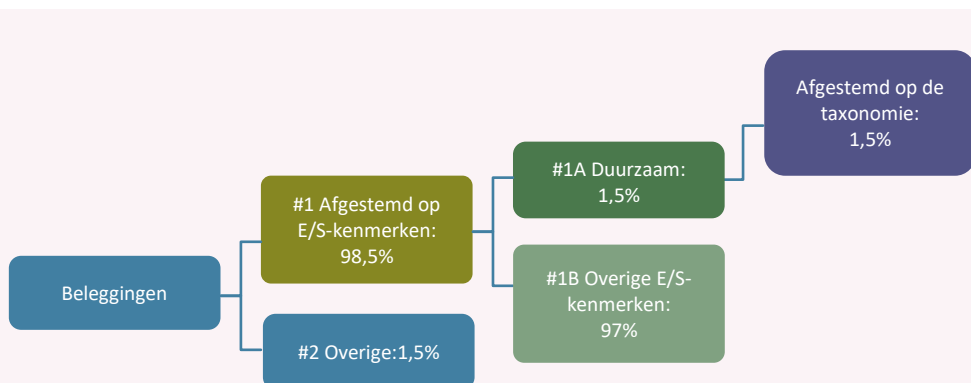 Beleggingen
#1 Afgestemd op
E/S-kenmerken:
98,5%
#2 Overige:1,5%
#1A Duurzaam:
1,5%
#1B Overige E/S-
kenmerken:
97%
Afgestemd op de
taxonomie:
1,5%